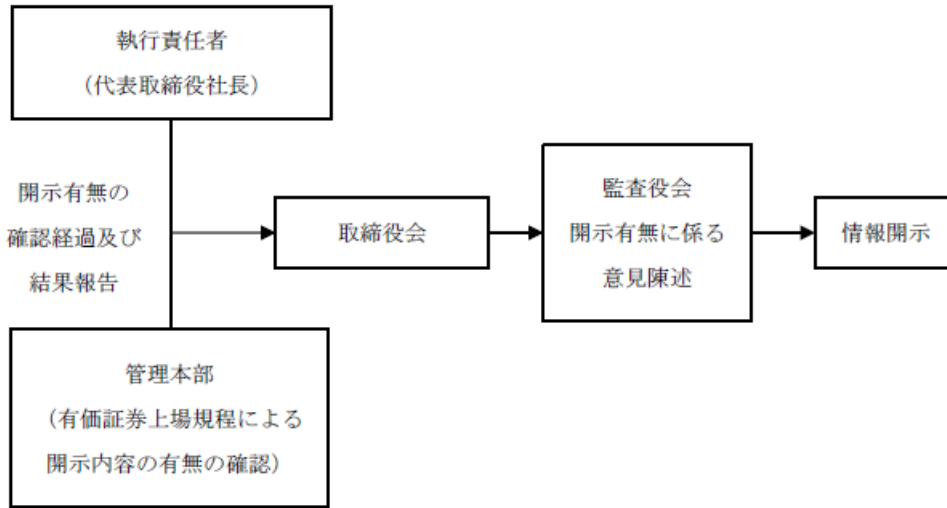 執行責任者
（代表取締役社長）
開示有無の
確認経過及び
結果報告
取締役会
監査役会
開示有無に係る
意見陳述
情報開示
管理本部
（有価証券上場規程による
開示内容の有無の確認）